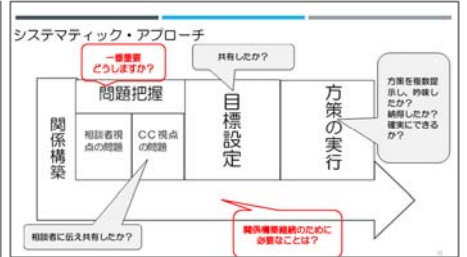 システマティック・アプローチ
一番重要
どうしますか?
共有したか?
方策を複数提
示し、吟味し
たか?
納得したか?
確実にできる
か?
関係構築
問題把握
相談者視
点の問題
CC視点
の問題
目標設定
方策の実行
相談者に伝え共有したか?
関係構築継続のために
必要なことは?